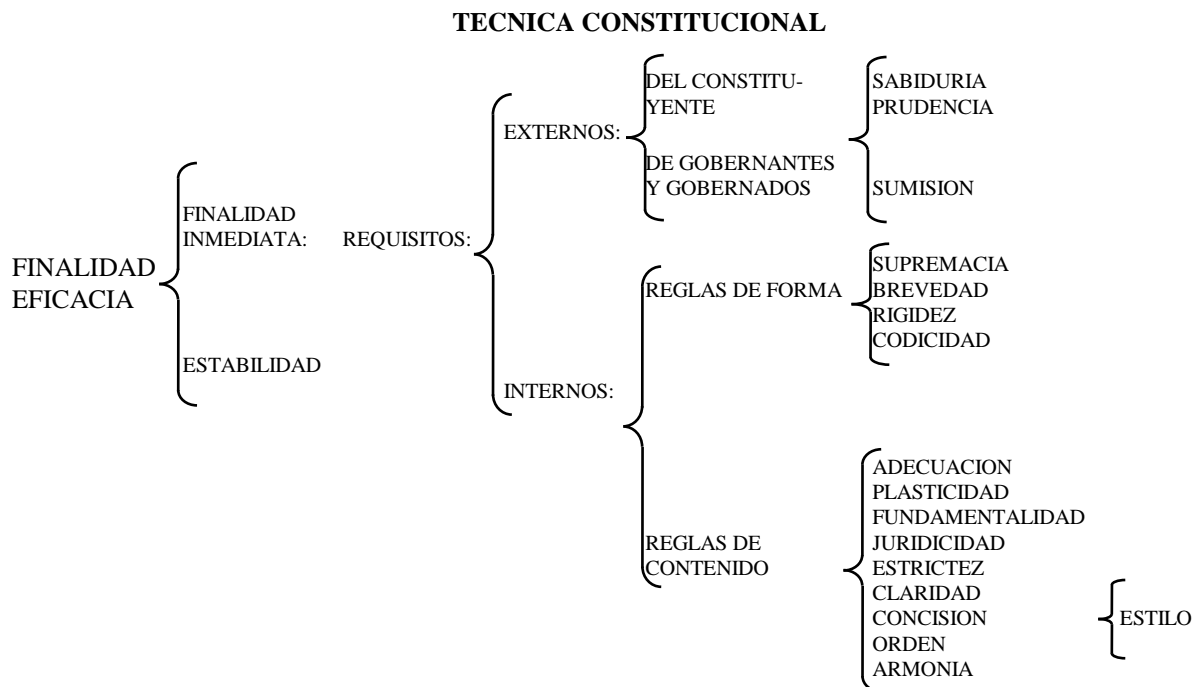 TECNICA CONSTITUCIONAL
FINALIDAD
EFICACIA
FINALIDAD
INMEDIATA:
ESTABILIDAD
REQUISITOS:
EXTERNOS:
DEL CONSTITU-
YENTE
DE GOBERNANTES
Y GOBERNADOS
SABIDURIA
PRUDENCIA
SUMISION
INTERNOS:
REGLAS DE FORMA
SUPREMACIA
BREVEDAD
RIGIDEZ
CODICIDAD
REGLAS DE
CONTENIDO
ADECUACION
PLASTICIDAD
FUNDAMENTALIDAD
JURIDICIDAD
ESTRICTEZ
CLARIDAD
CONCISION
ORDEN
ARMONIA
ESTILO